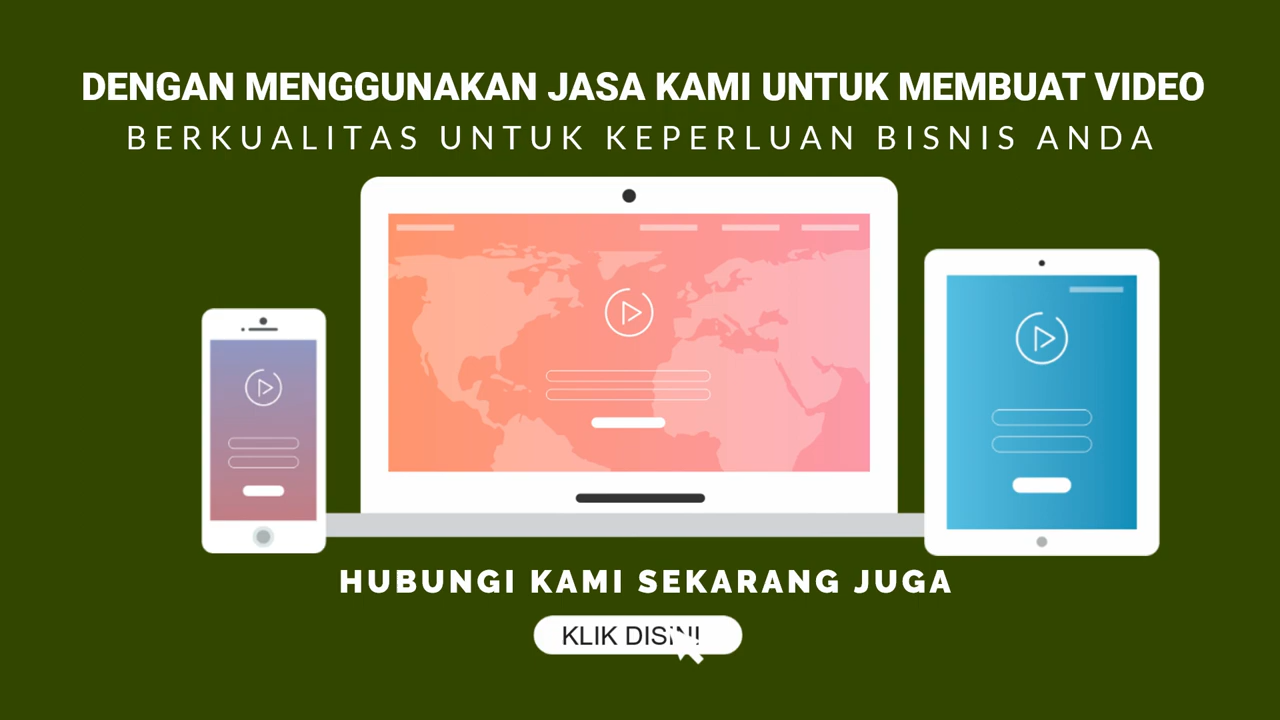 DENGAN MENGGUNAKAN JASA KAMI UNTUK MEMBUAT VIDEO
BERKUALITAS UNTUK KEPERLUAN BISNIS ANDA
HUBUNGI KAMI SEKARANG JUGA
KLIK DISINI